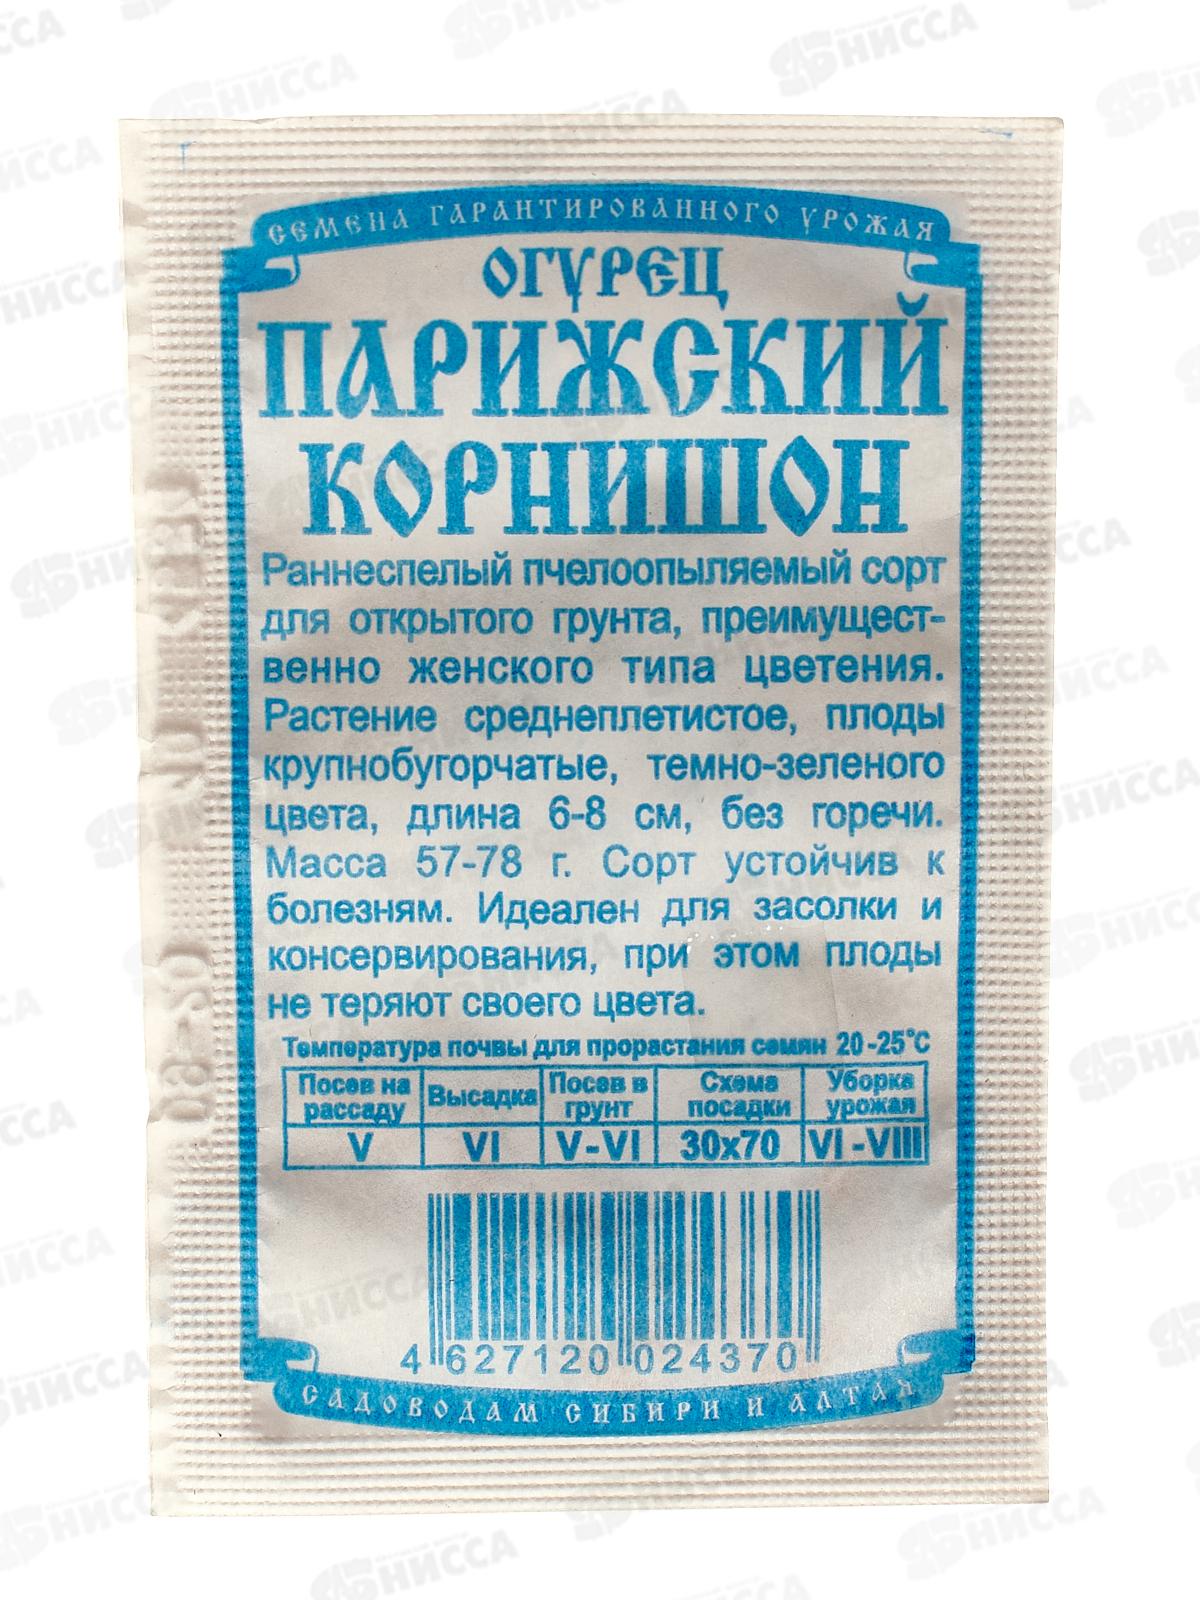 СЕМЕНА ГАРАНТИРОВАННОГО УРОЖАЯ
ОГУРЕЦ
ПАРИЖСКИЙ
КОРНИШОН
Раннеспелый пчелоопыляемый сорт
для открытого грунта, преимущест-
венно женского типа цветения.
Растение среднеплетистое, плоды
крупнобугорчатые, темно-зеленого
цвета, длина 6-8 см, без горечи.
Масса 57-78 г. Сорт устойчив к
болезням. Идеален для засолки и
консервирования, при этом плоды
не теряют своего цвета.
Температура почвы для прорастания семян 20-25°С
Посев на рассаду Высадка Посев в грунт Схема посадки Уборка урожая
V VI V-VI 30х70 VI-VIII
4 627120 024370
САДОВОДАМ СИБИРИ И АЛТАЯ
НИССА